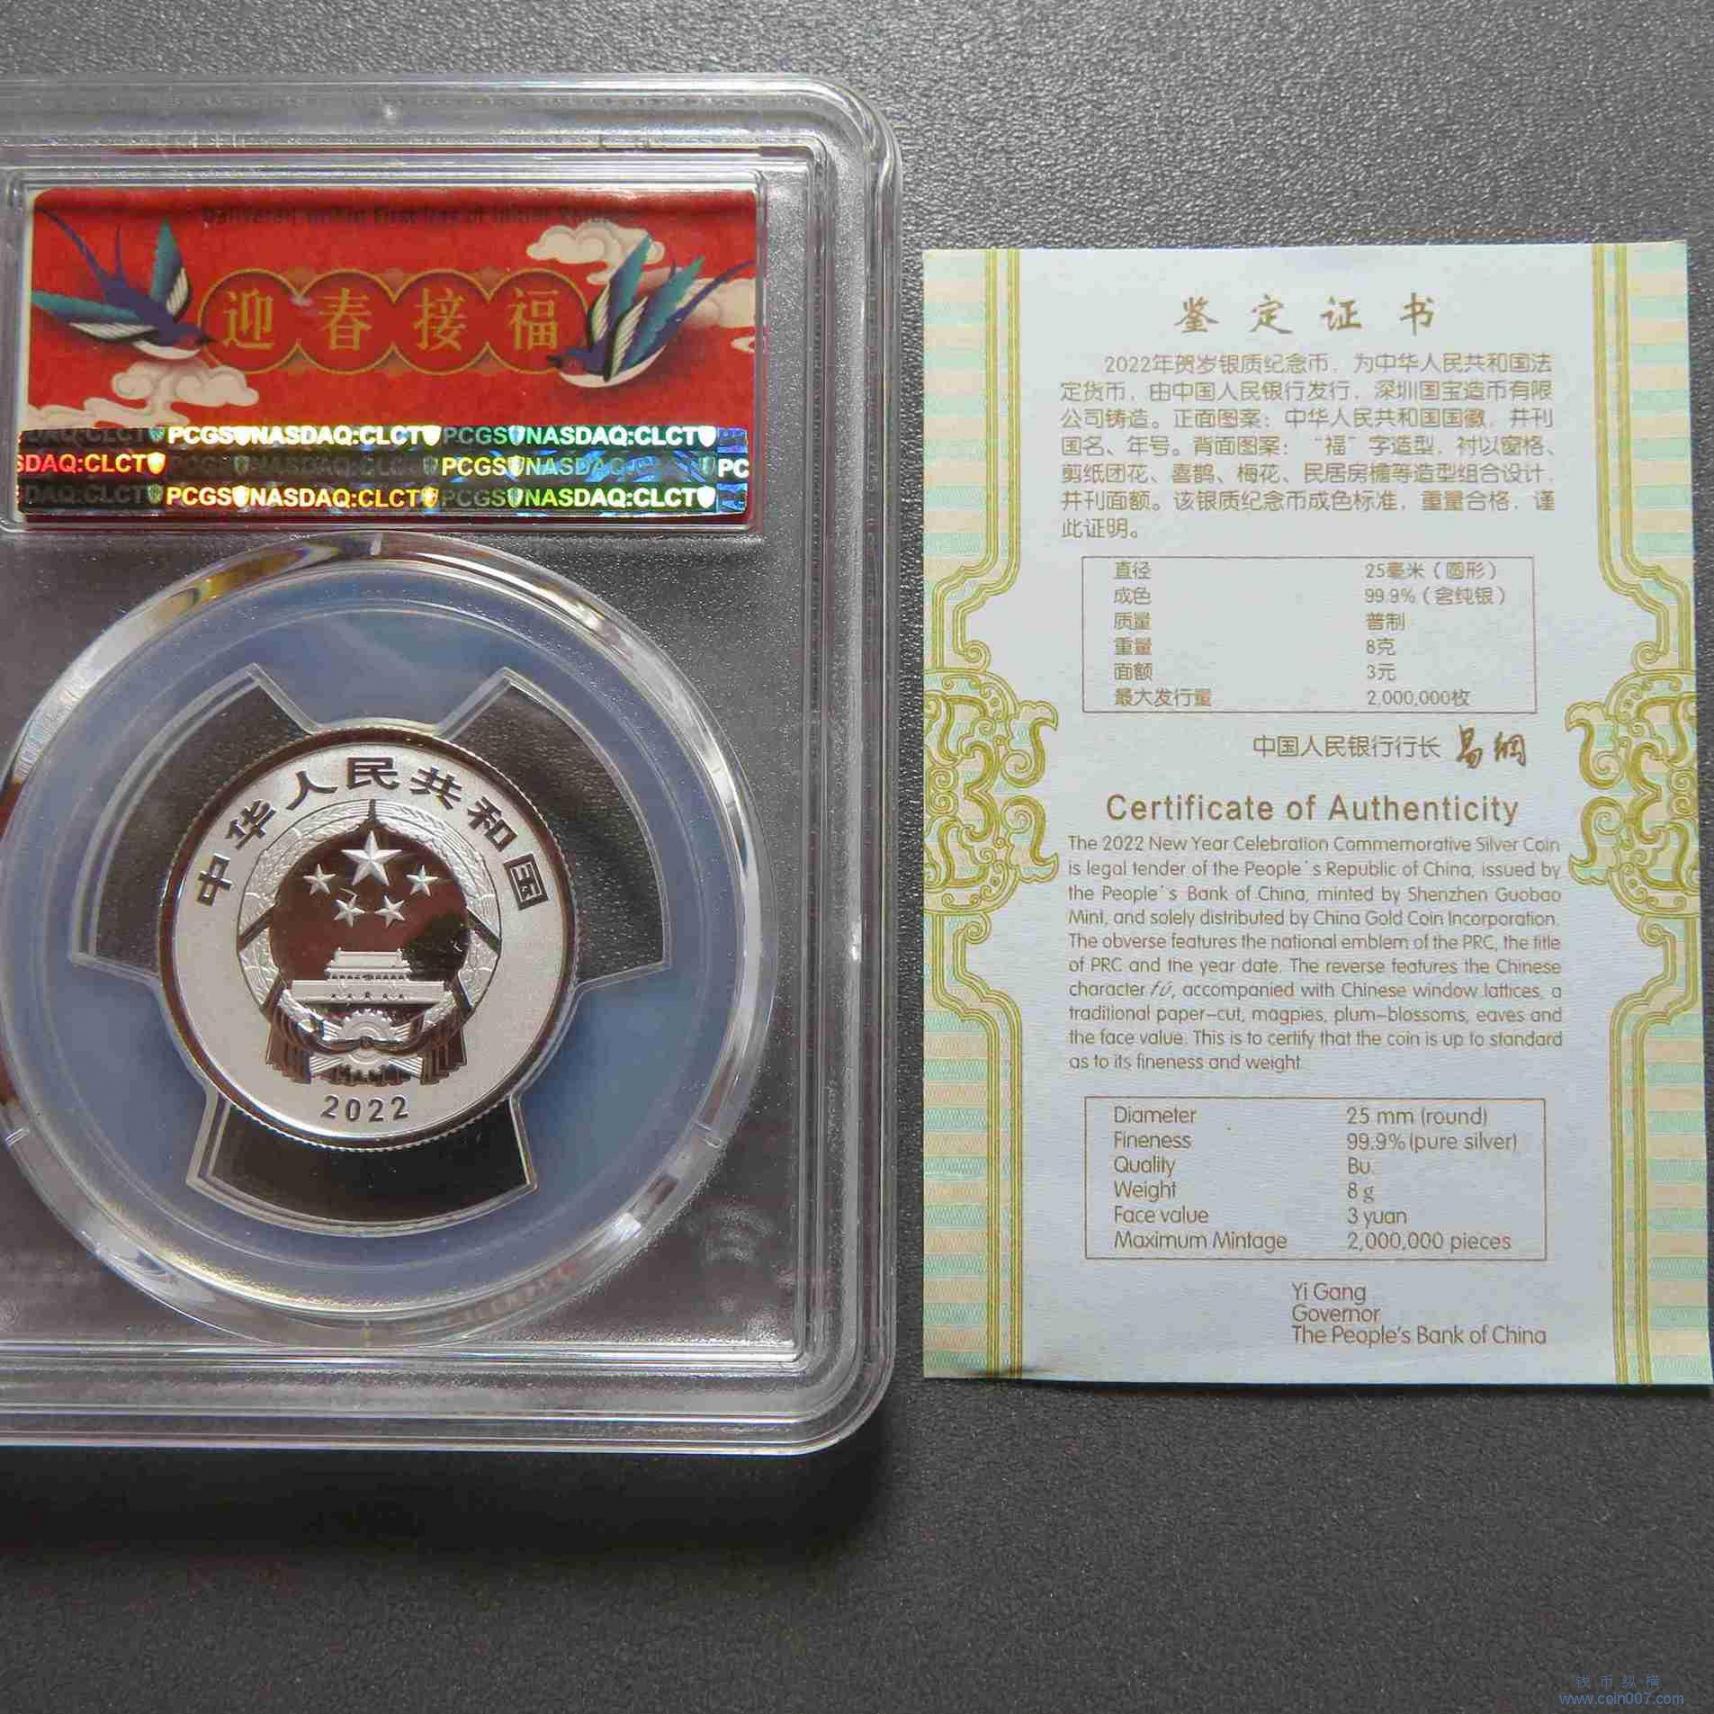 迎春接福
PCGS NASDAQ:CLCT PCGS NASDAQ:CLCT
SDAQ:CLCT PCGS NASDAQ PC
PCGS NASDAQ:CLCT PCGS NASDAQ:CLCT
中华人民共和国
2022
鉴定证书
2022年贺岁银质纪念币，为中华人民共和国法
定货币，由中国人民银行发行，深圳国宝造币有限
公司铸造。正面图案：中华人民共和国国徽，并刊
国名、年号。背面图案：“福”字造型，衬以窗格、
剪纸团花、喜鹊、梅花、民居房檐等造型组合设计，
并刊面额。该银质纪念币成色标准，重量合格，谨
此证明。
直径 25毫米（圆形）
成色 99.9%（含纯银）
质量 普制
重量 8克
面额 3元
最大发行量 2,000,000枚
中国人民银行行长 易纲
Certificate of Authenticity
The 2022 New Year Celebration Commemorative Silver Coin
is legal tender of the People's Republic of China, issued by
the People's Bank of China, minted by Shenzhen Guobao
Mint, and solely distributed by China Gold Coin Incorporation.
The obverse features the national emblem of the PRC, the title
of PRC and the year date. The reverse features the Chinese
character fú, accompanied with Chinese window lattices, a
traditional paper-cut, magpies, plum-blossoms, eaves and
the face value. This is to certify that the coin is up to standard
as to its fineness and weight.
Diameter 25 mm (round)
Fineness 99.9% (pure silver)
Quality Bu.
Weight 8 g
Face value 3 yuan
Maximum Mintage 2,000,000 pieces
Yi Gang
Governor
The People's Bank of China
钱币纵横
www.coin007.com